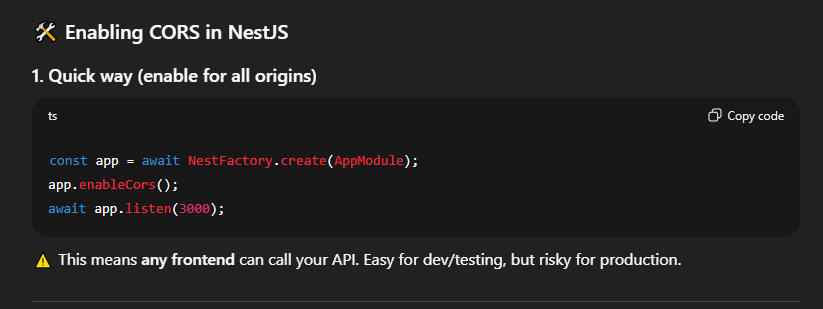 🛠️ Enabling CORS in NestJS
1. Quick way (enable for all origins)
ts
Copy code
const app = await NestFactory.create(AppModule);
app.enableCors();
await app.listen(3000);
⚠️ This means any frontend can call your API. Easy for dev/testing, but risky for production.